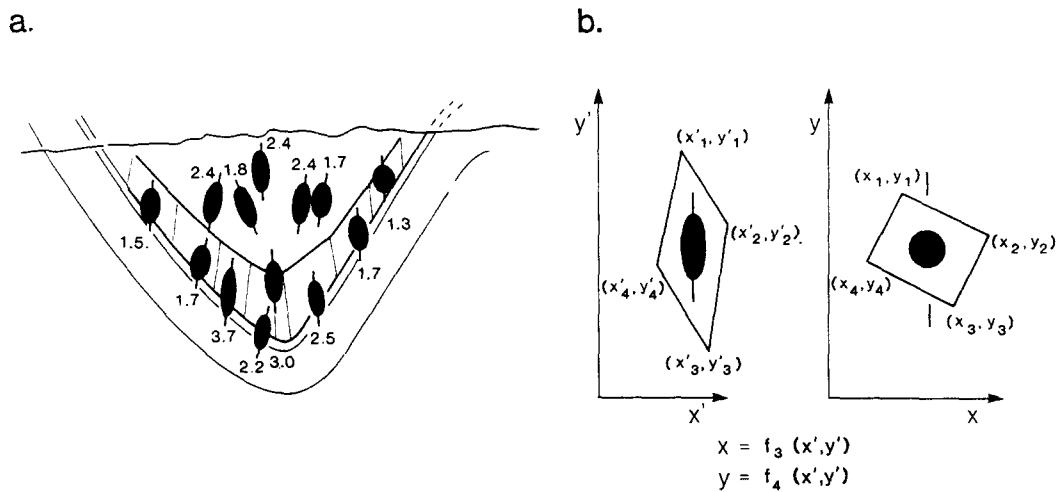 a.
b.
2.4
2.4 1.8 2.4 1.7
1.5.
1.3
1.7
1.7
3.7
2.5
2.2 3.0
y'
(x'₁, y'₁)
(x'₂, y'₂).
(x'₄, y'₄)
(x'₃, y'₃)
x'
y
(x₁, y₁)
(x₂, y₂)
(x₄, y₄)
(x₃, y₃)
x
x = f₃ (x', y')
y = f₄ (x', y')